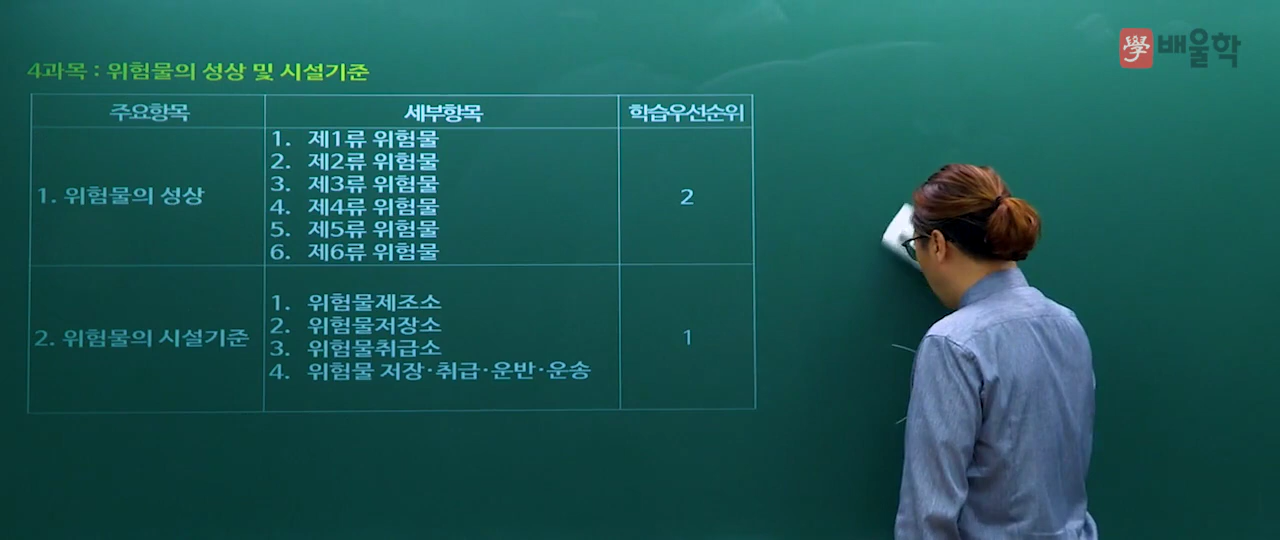 學 배울학
4과목 : 위험물의 성상 및 시설기준
주요항목 세부항목 학습우선순위
1. 위험물의 성상
1. 제1류 위험물
2. 제2류 위험물
3. 제3류 위험물
4. 제4류 위험물
5. 제5류 위험물
6. 제6류 위험물
2
2. 위험물의 시설기준
1. 위험물제조소
2. 위험물저장소
3. 위험물취급소
4. 위험물 저장·취급·운반·운송
1